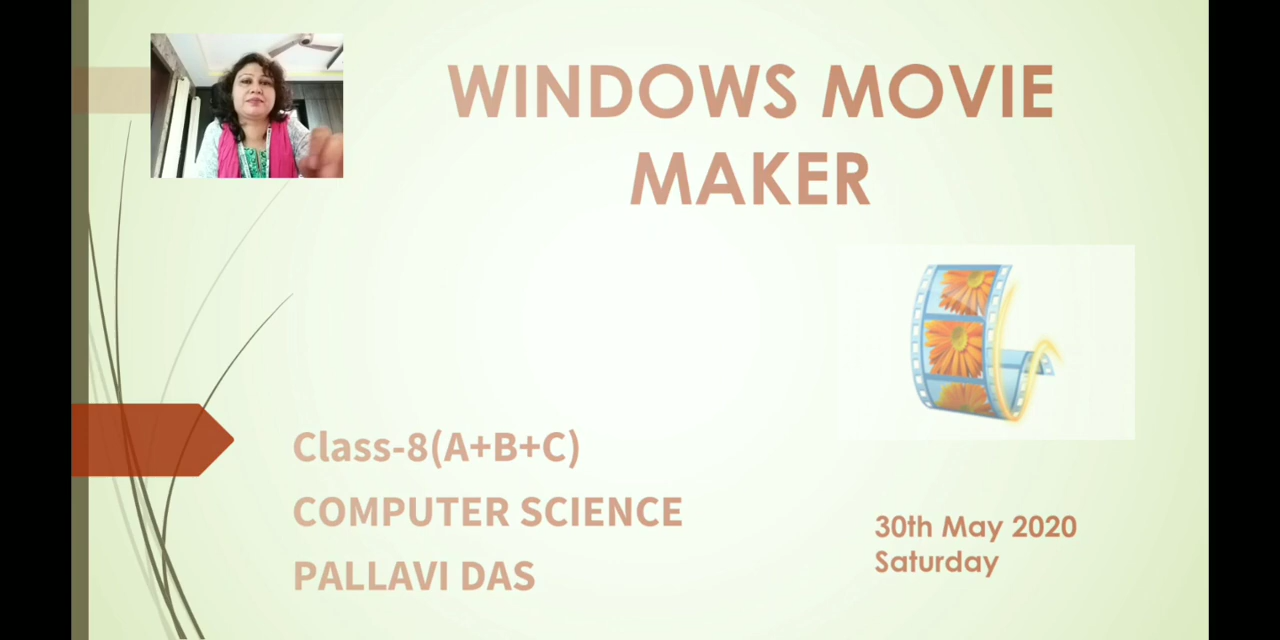 WINDOWS MOVIE
MAKER
Class-8(A+B+C)
COMPUTER SCIENCE
PALLAVI DAS
30th May 2020
Saturday